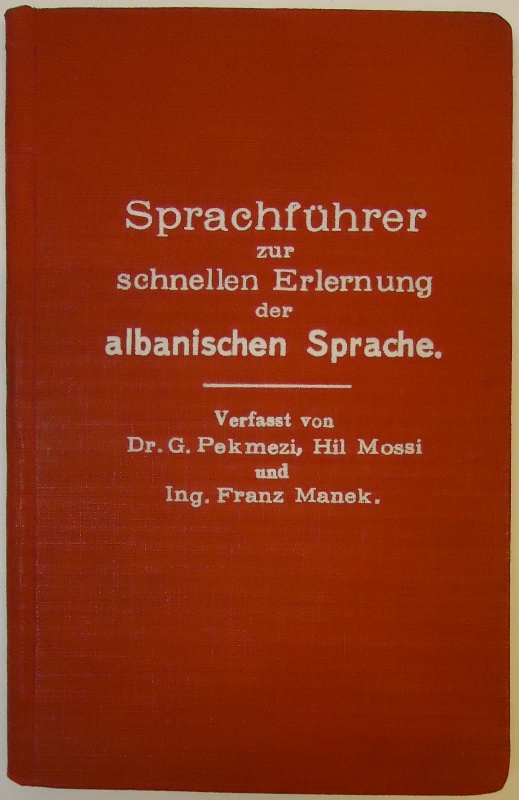 Sprachführer
zur
schnellen Erlernung
der
albanischen Sprache.
Verfasst von
Dr. G. Pekmezi, Hil Mossi
und
Ing. Franz Manek.